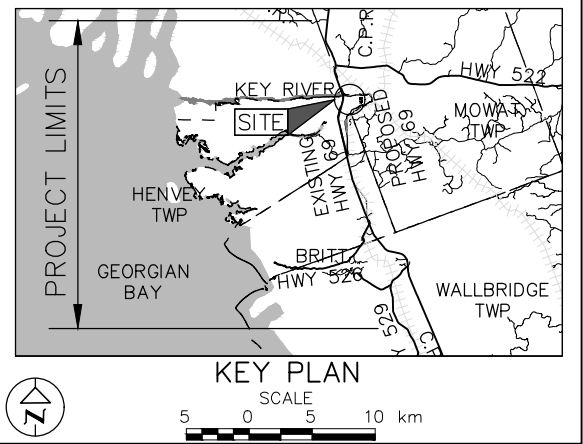 PROJECT LIMITS
C.P.R
HWY 522
KEY RIVER
SITE
MOWAT
TWP
EXISTING
HWY 69
PROPOSED
HWY 69
HENVEY
TWP
BRITT
HWY 526
GEORGIAN
BAY
WALLBRIDGE
TWP
Y 529
C.H
KEY PLAN
SCALE
5 0 5 10 km
N